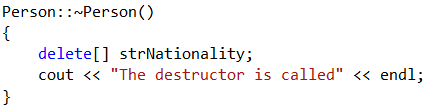 Person::~Person()
{
    delete[] strNationality;
    cout << "The destructor is called" << endl;
}